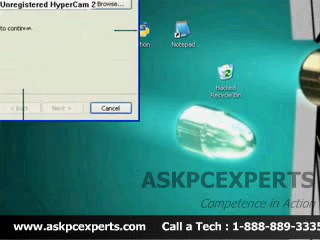 Unregistered HyperCam 2
Browse...
to continue.
tion
Notepad
Hacked
Recycle Bin
< Back
Next >
Cancel
ASKPCEXPERTS
Competence in Action
www.askpcexperts.com
Call a Tech : 1-888-889-3335